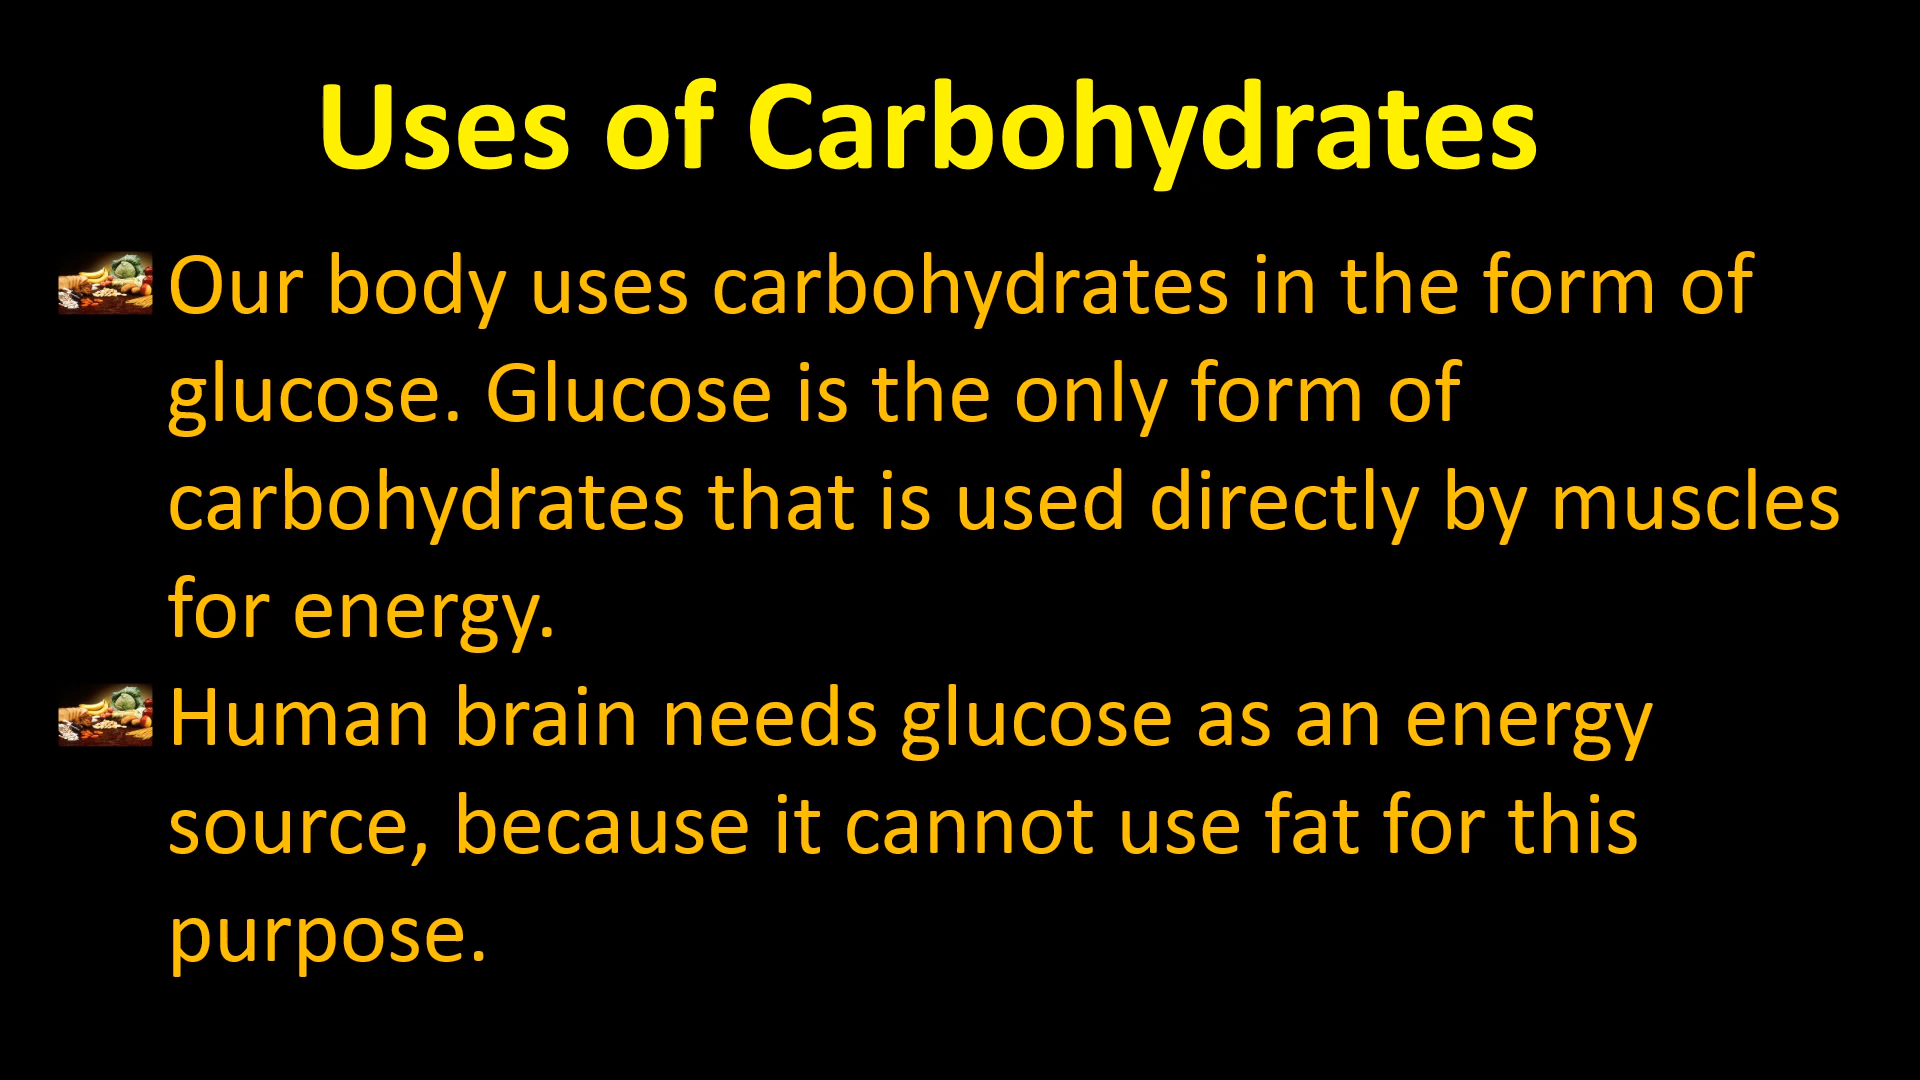 Uses of Carbohydrates
Our body uses carbohydrates in the form of
glucose. Glucose is the only form of
carbohydrates that is used directly by muscles
for energy.
Human brain needs glucose as an energy
source, because it cannot use fat for this
purpose.